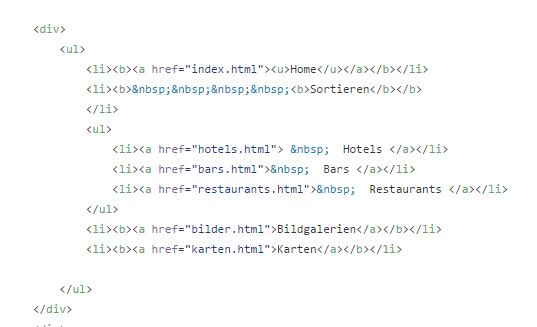 <div>
<ul>
<li><b><a href="index.html"><u>Home</u></a></b></li>
<li><b>&nbsp;&nbsp;&nbsp;&nbsp;<b>Sortieren</b></b>
</li>
<ul>
<li><a href="hotels.html"> &nbsp;  Hotels </a></li>
<li><a href="bars.html">&nbsp;  Bars </a></li>
<li><a href="restaurants.html">&nbsp;  Restaurants </a></li>
</ul>
<li><b><a href="bilder.html">Bildgalerien</a></b></li>
<li><b><a href="karten.html">Karten</a></b></li>
</ul>
</div>